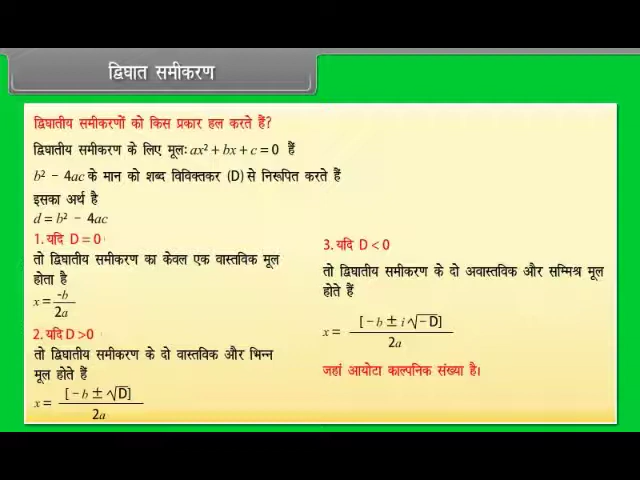 द्विघात समीकरण
द्विघातीय समीकरणों को किस प्रकार हल करते हैं?
द्विघातीय समीकरण के लिए मूलः ax² + bx + c = 0 हैं
b² − 4ac के मान को शब्द विविक्तकर (D) से निरूपित करते हैं
इसका अर्थ है
d = b² − 4ac
1. यदि D = 0
तो द्विघातीय समीकरण का केवल एक वास्तविक मूल
होता है
x = -b / 2a
2. यदि D >0
तो द्विघातीय समीकरण के दो वास्तविक और भिन्न
मूल होते हैं
x = [− b ± √D] / 2a
3. यदि D < 0
तो द्विघातीय समीकरण के दो अवास्तविक और सम्मिश्र मूल
होते हैं
x = [− b ± i √−D] / 2a
जहां आयोटा काल्पनिक संख्या है।